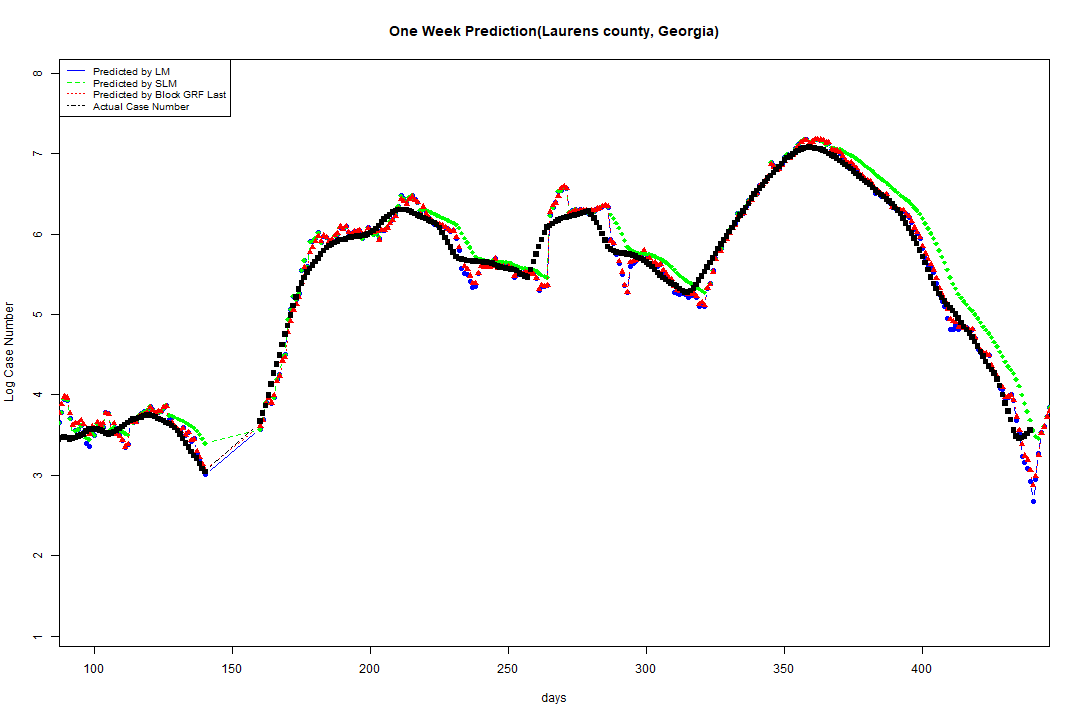 One Week Prediction(Laurens county, Georgia)
Predicted by LM
Predicted by SLM
Predicted by Block GRF Last
Actual Case Number
8
7
6
5
4
3
2
1
Log Case Number
100 150 200 250 300 350 400
days